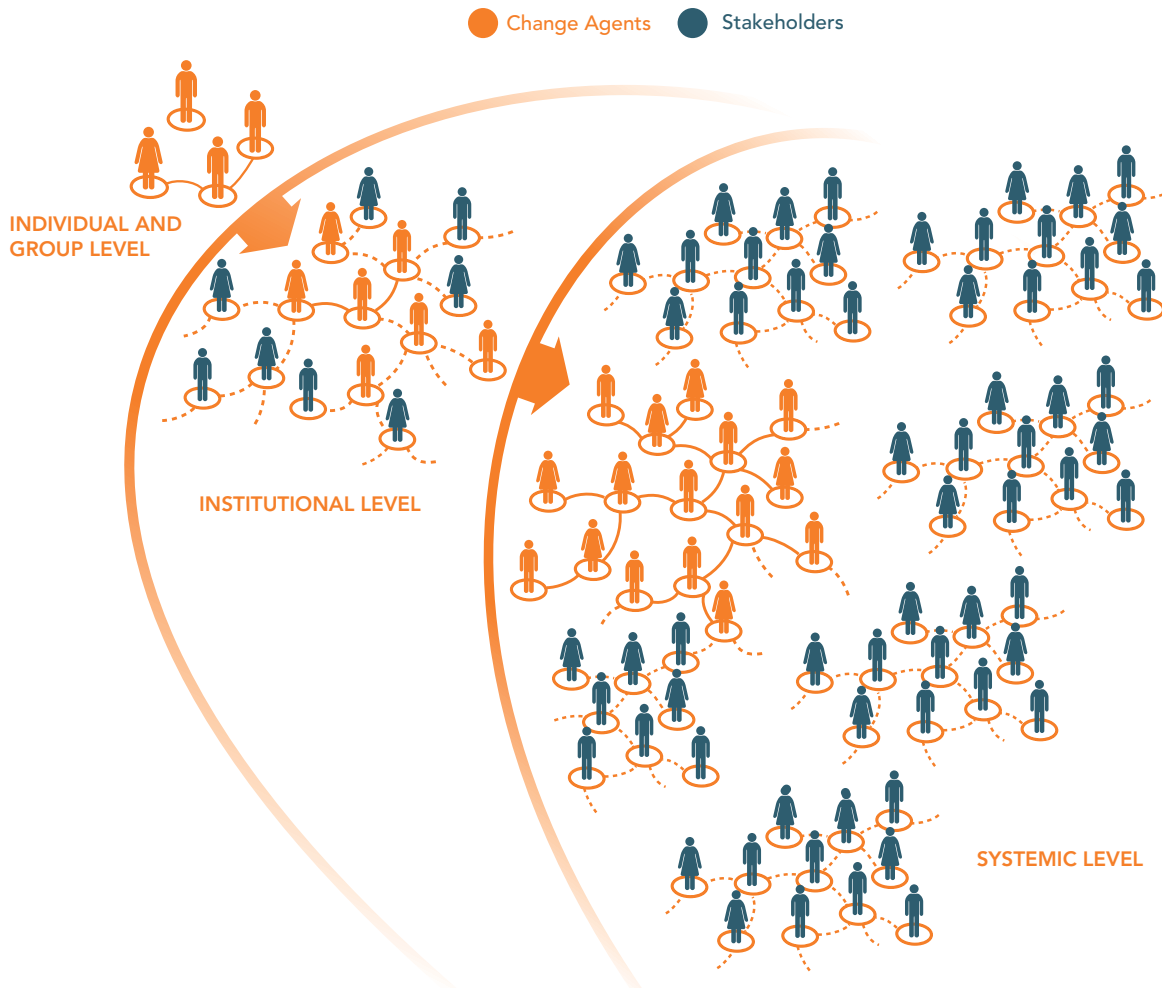 Change Agents
Stakeholders
INDIVIDUAL AND
GROUP LEVEL
INSTITUTIONAL LEVEL
SYSTEMIC LEVEL